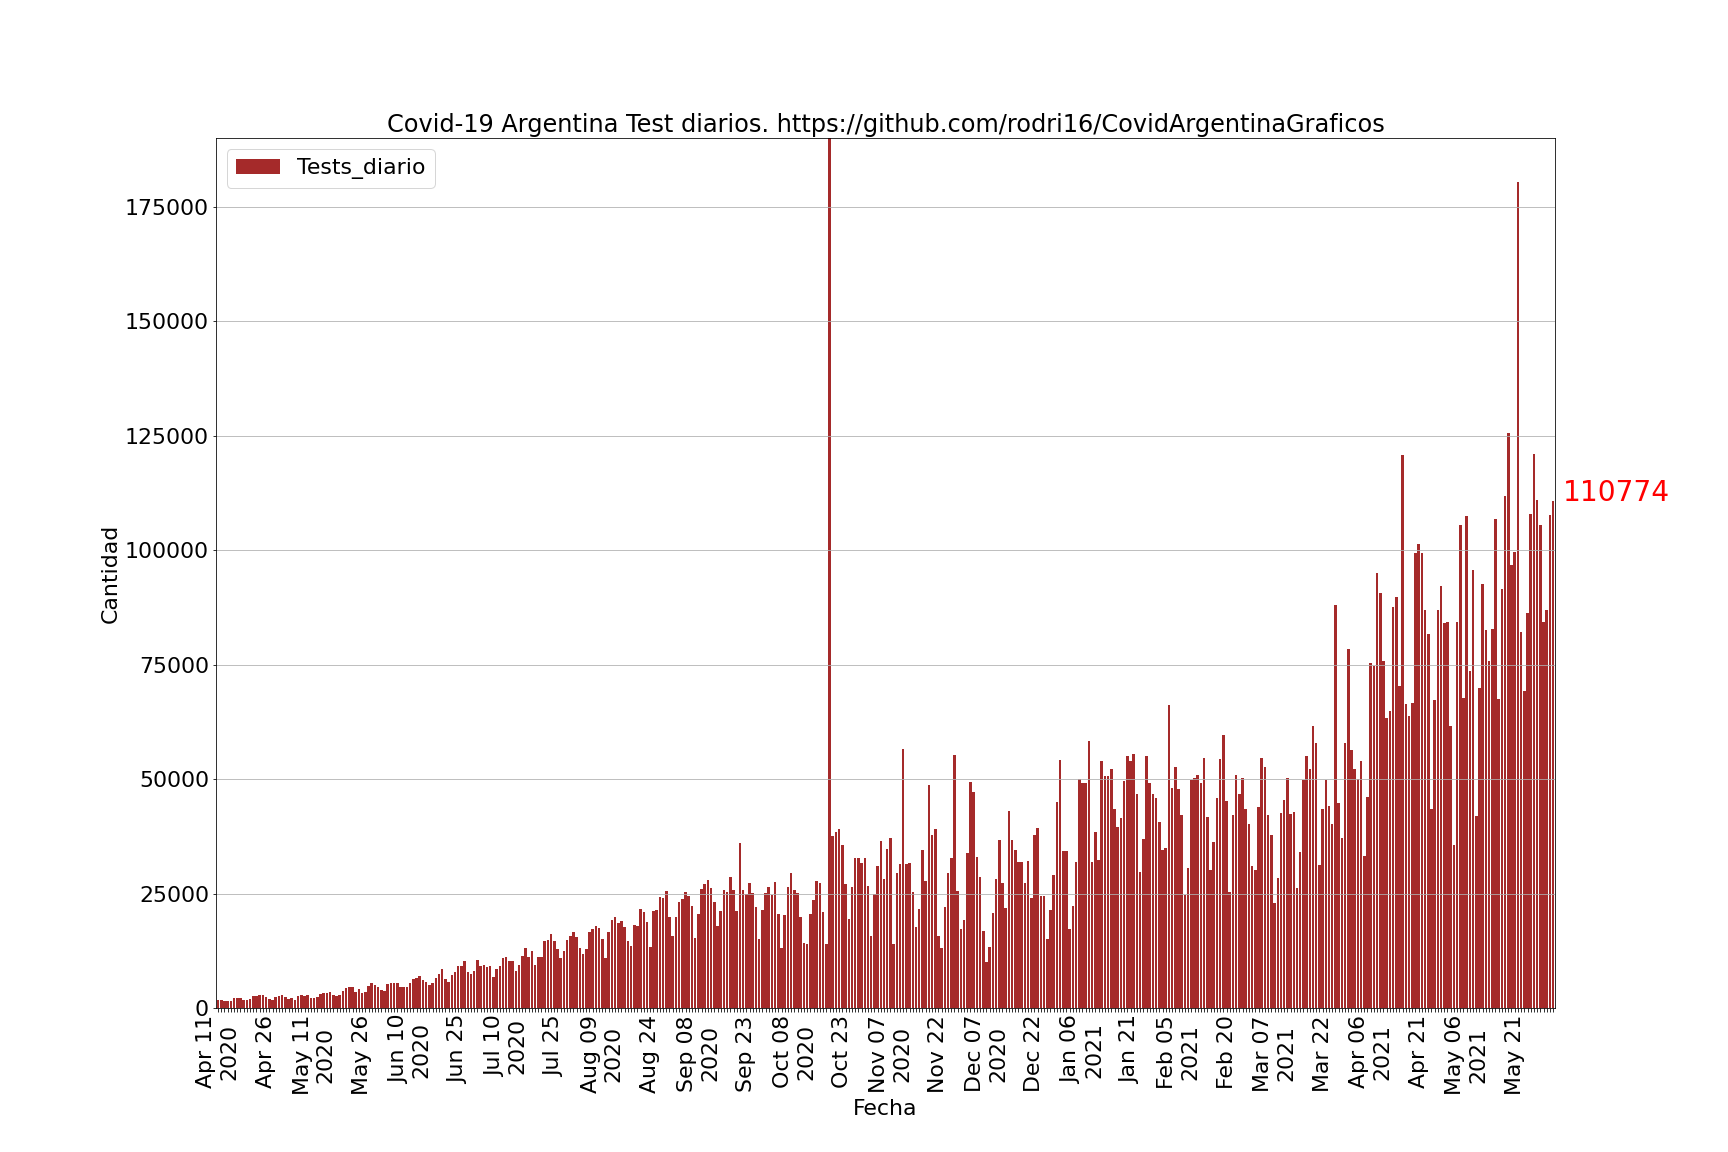 Covid-19 Argentina Test diarios. https://github.com/rodri16/CovidArgentinaGraficos
Tests_diario
175000
150000
125000
100000
75000
50000
25000
0
Cantidad
110774
Apr 11
2020
Apr 26
May 11
2020
May 26
Jun 10
2020
Jun 25
Jul 10
2020
Jul 25
Aug 09
2020
Aug 24
Sep 08
2020
Sep 23
Oct 08
2020
Oct 23
Nov 07
2020
Nov 22
Dec 07
2020
Dec 22
Jan 06
2021
Jan 21
Feb 05
2021
Feb 20
Mar 07
2021
Mar 22
Apr 06
2021
Apr 21
May 06
2021
May 21
Fecha